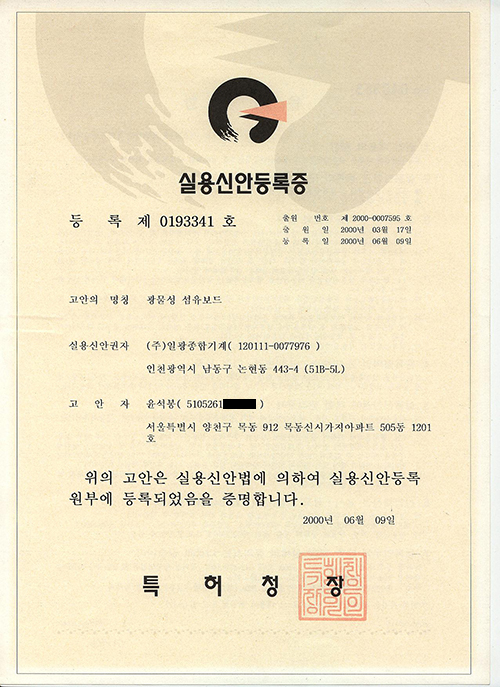 실용신안등록증
등 록 제 0193341 호
출원 번호 제 2000-0007595 호
출 원 일 2000년 03월 17일
등 록 일 2000년 06월 09일
고안의 명칭 광물성 섬유보드
실용신안권자 (주)일광종합기계( 120111-0077976 )
인천광역시 남동구 논현동 443-4 (51B-5L)
고 안 자 윤석봉( 5105261 )
서울특별시 양천구 목동 912 목동신시가지아파트 505동 1201
호
위의 고안은 실용신안법에 의하여 실용신안등록
원부에 등록되었음을 증명합니다.
2000년 06월 09일
특 허 청 장